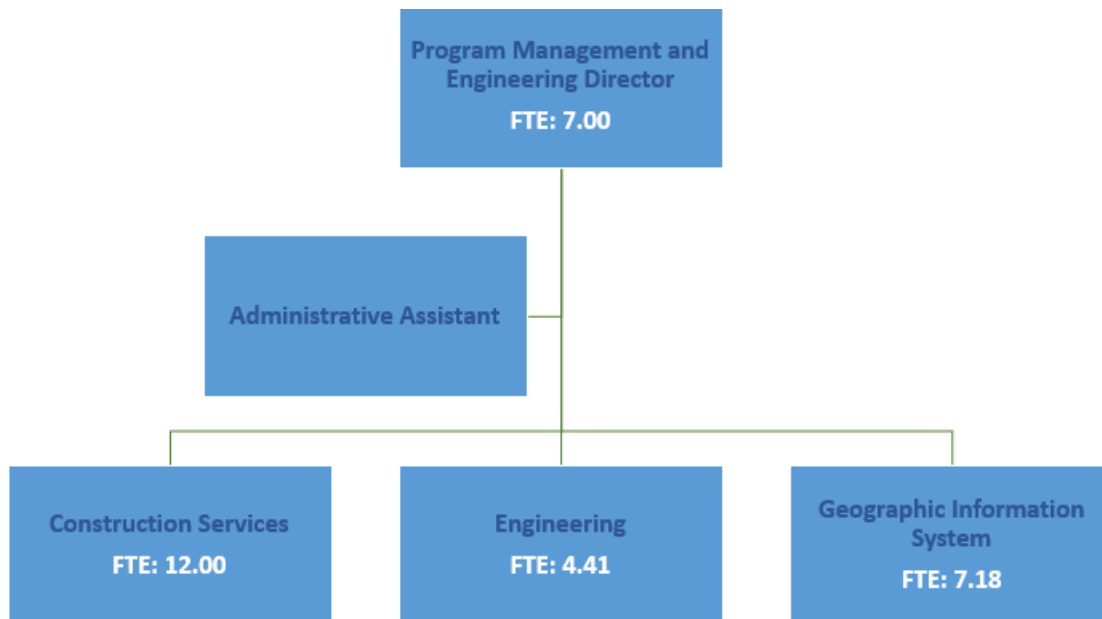 Program Management and
Engineering Director
FTE: 7.00
Administrative Assistant
Construction Services
FTE: 12.00
Engineering
FTE: 4.41
Geographic Information
System
FTE: 7.18